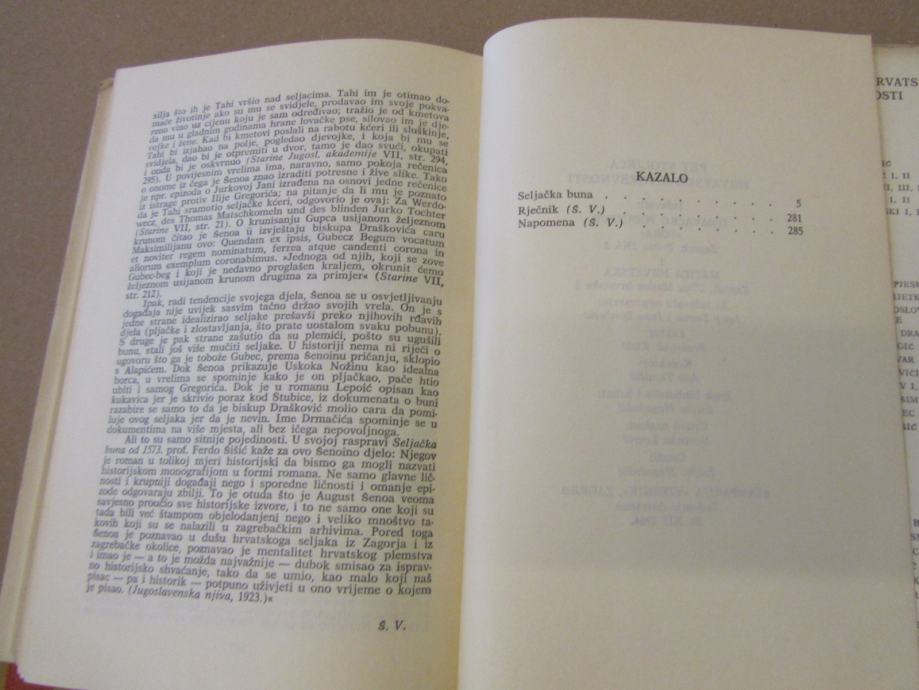 silja što ih je Tahi vršio nad seljacima. Tahi im je otimao do-
maće životinje ako su mu se svidjele, prodavao im svoje pokva-
reno vino uz cijenu koju je sam određivao; tražio je od kmetova
da mu u gladnim godinama hrane lovačke pse, silovao im je dje-
vojke i žene. Kad bi kmetovi poslali na rabotu kćeri ili sluškinje,
Tahi bi izjahao na polje, pogledao djevojke, i koja bi mu se
svidjela, dao bi je otpremiti u dvor, tamo je dao svući, okupati
i onda bi je oskvrnuo (Starine Jugosl. akademije VII, str. 294,
295). U povijesnim vrelima ima, naravno, samo pokoja rečenica
o onome iz čega je Šenoa znao izraditi potresne i žive slike. Tako
je npr. epizoda o Jurkovoj Jani izrađena na osnovi jedne rečenice
iz istrage protiv Ilije Gregorića; na pitanje da li mu je poznato
da je Tahi sramotio seljačke kćeri, odgovorio je ovaj: Za Werdo-
wecz, des Thomas Matschkomeln und des blinden Jurko Tochter
(Starine VII, str. 21). O krunisanju Gupca usijanom željeznom
krunom čitao je Šenoa u izvještaju biskupa Draškovića caru
Maksimilijanu ovo: Quendam ex ipsis, Gubecz Begum vocatum
et noviter regem nominatum, ferrea atque candenti corona in
aliorum exemplum coronabimus. »Jednoga od njih, koji se zove
Gubec-beg i koji je nedavno proglašen kraljem, okrunit ćemo
željeznom usijanom krunom drugima za primjer« (Starine VII,
str. 212).
Ipak, radi tendencije svojega djela, Šenoa se u osvjetljivanju
događaja nije uvijek sasvim tačno držao svojih vrela. On je s
jedne strane idealizirao seljake prešavši preko njihovih rđavih
djela (pljačke i zlostavljanja, što prate uostalom svaku pobunu).
S druge je pak strane zašutio da su plemići, pošto su ugušili
bunu, stali još više mučiti seljake. U historiji nema ni riječi o
ugovoru što ga je tobože Gubec, prema Šenoinu pričanju, sklopio
s Alapićem. Dok Šenoa prikazuje Uskoka Nožinu kao idealna
borca, u vrelima se spominje kako je on pljačkao, pače htio
ubiti i samog Gregorića. Dok je u romanu Lepoić opisan kao
kukavica jer je skrivio poraz kod Stubice, iz dokumenata o buni
razabire se samo to da je biskup Drašković molio cara da pomi-
luje ovog seljaka jer da je nevin. Ime Drmačića spominje se u
dokumentima na više mjesta, ali bez ičega nepovoljnoga.
Ali to su samo sitnije pojedinosti. U svojoj raspravi Seljačka
buna od 1573. prof. Ferdo Šišić kaže za ovo Šenoino djelo: Njegov
je roman u tolikoj mjeri historijski da bismo ga mogli nazvati
historijskom monografijom u formi romana. Ne samo glavne lič-
nosti i krupniji događaji nego i sporedne ličnosti i omanje epi-
zode odgovaraju zbilji. To je otuda što je August Šenoa veoma
savjesno proučio sve historijske izvore, i to ne samo one koji su
tada bili već štampom objelodanjeni nego i veliko mnoštvo ta-
kovih koji su se nalazili u zagrebačkim arhivima. Pored toga
Šenoa je poznavao u dušu hrvatskoga seljaka iz Zagorja i iz
zagrebačke okolice, poznavao je mentalitet hrvatskog plemstva
i imao je — a to je možda najvažnije — dubok smisao za isprav-
no historijsko shvaćanje, tako da se umio, kao malo koji naš
pisac — pa i historik — potpuno uživjeti u ono vrijeme o kojem
je pisao. (Jugoslavenska njiva, 1923.)«
Š. V.
KAZALO
Seljačka buna . . . . . . . . . . 5
Rječnik (Š. V.) . . . . . . . . . . 281
Napomena (Š. V.) . . . . . . . . . 285